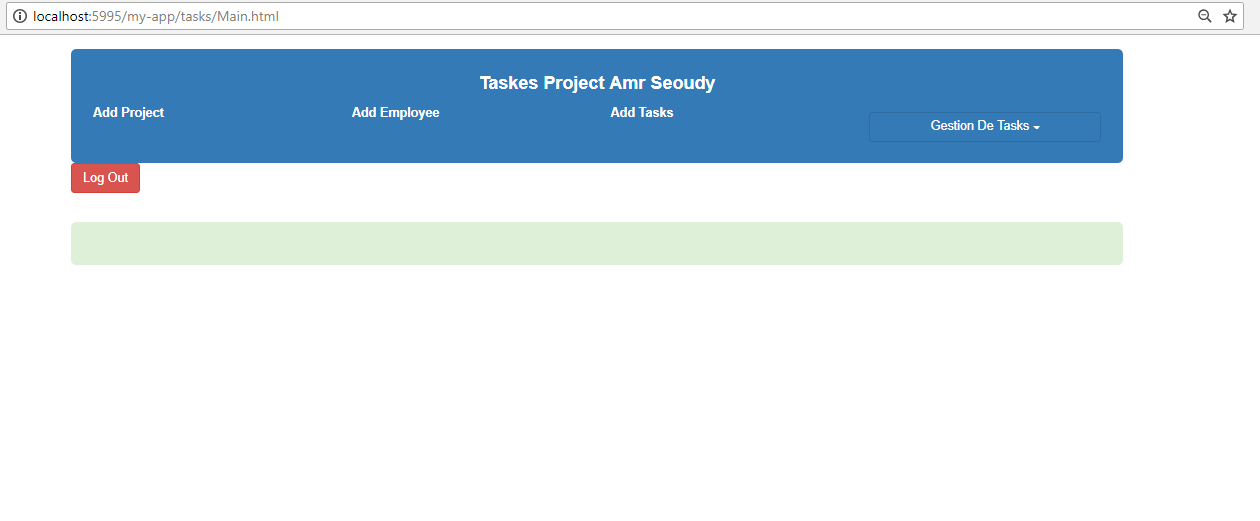 localhost:5995/my-app/tasks/Main.html
Taskes Project Amr Seoudy
Add Project
Add Employee
Add Tasks
Gestion De Tasks
Log Out